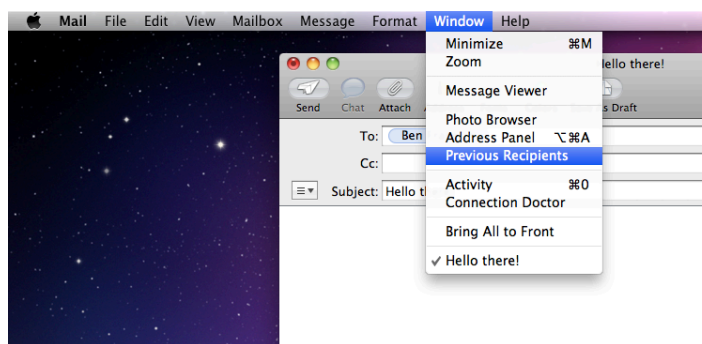 Mail File Edit View Mailbox Message Format Window Help
Minimize ⌘M
Zoom
Message Viewer
Photo Browser
Address Panel ⌥⌘A
Previous Recipients
Activity ⌘0
Connection Doctor
Bring All to Front
✓ Hello there!
ello there!
Send Chat Attach s Draft
To: Ben
Cc:
Subject: Hello t